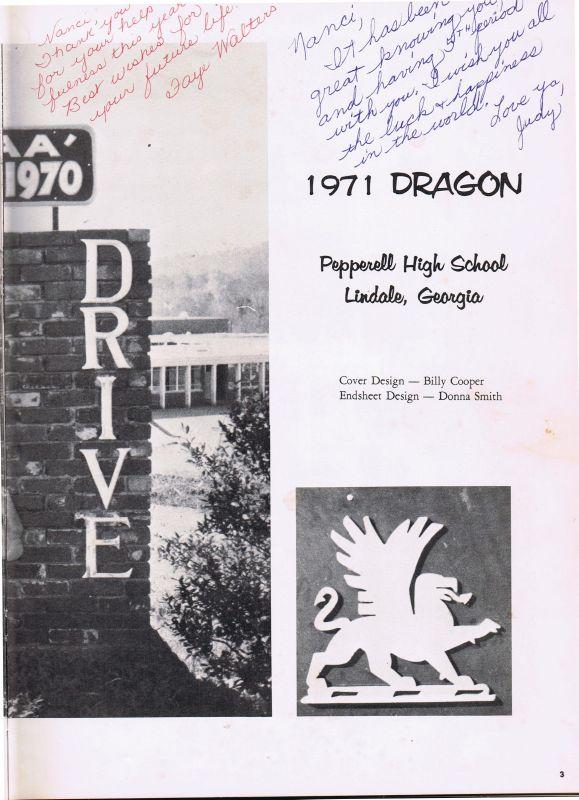 Nanci,
Thank you
for your help-
fulness this year
Best wishes for
your future life.
Faye Walters
Nanci,
It has been
great knowing you,
and having 5TH period
with you. I wish you all
the luck & happiness
in the world.
Love ya,
Judy
AA'
1970
DRIVE
1971 DRAGON
Pepperell High School
Lindale, Georgia
Cover Design — Billy Cooper
Endsheet Design — Donna Smith
3